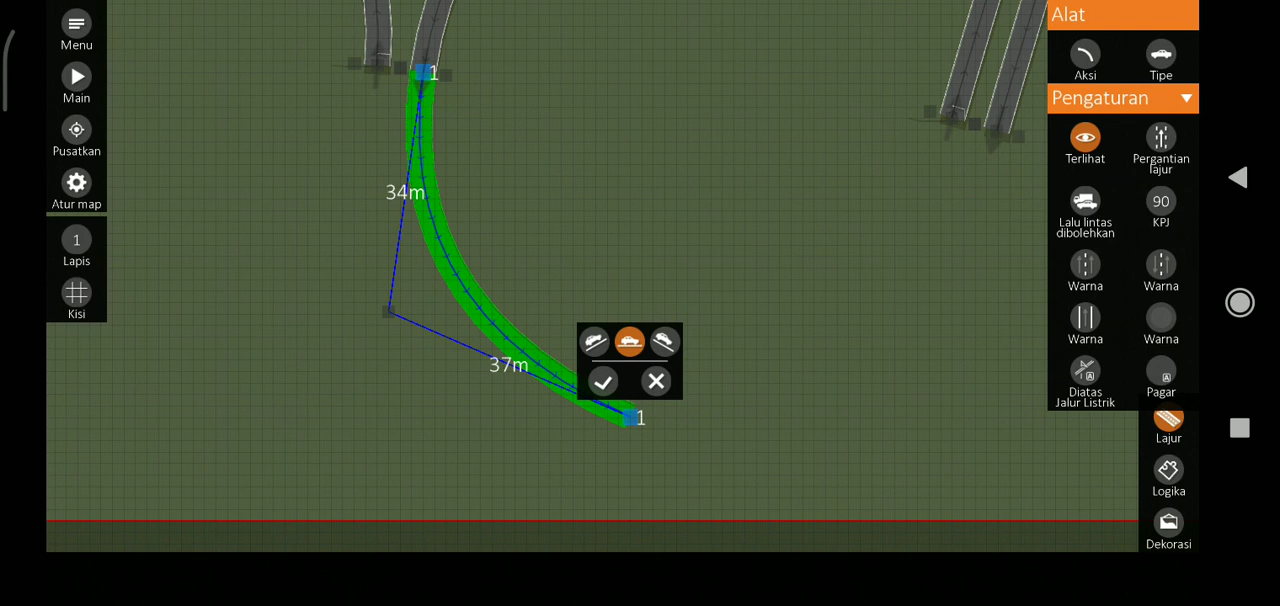 Menu
Main
Pusatkan
Atur map
1
Lapis
Kisi
1
34m
37m
1
Alat
Aksi
Tipe
Pengaturan
Terlihat
Pergantian
lajur
Lalu lintas
dibolehkan
90
KPJ
Warna
Warna
Warna
Warna
Diatas
Jalur Listrik
A
Pagar
A
Lajur
Logika
Dekorasi